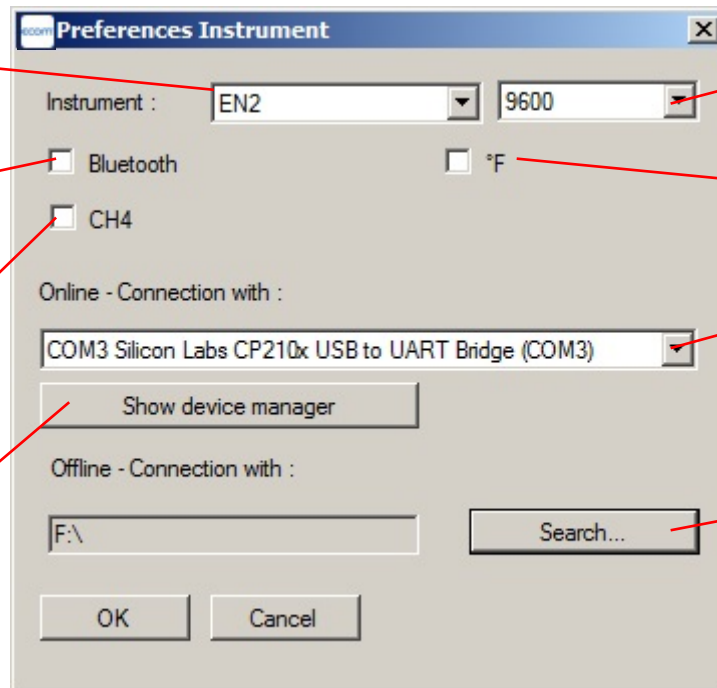 ecom Preferences Instrument
Instrument : EN2 9600
Bluetooth °F
CH4
Online - Connection with :
COM3 Silicon Labs CP210x USB to UART Bridge (COM3)
Show device manager
Offline - Connection with :
F:\ Search...
OK Cancel